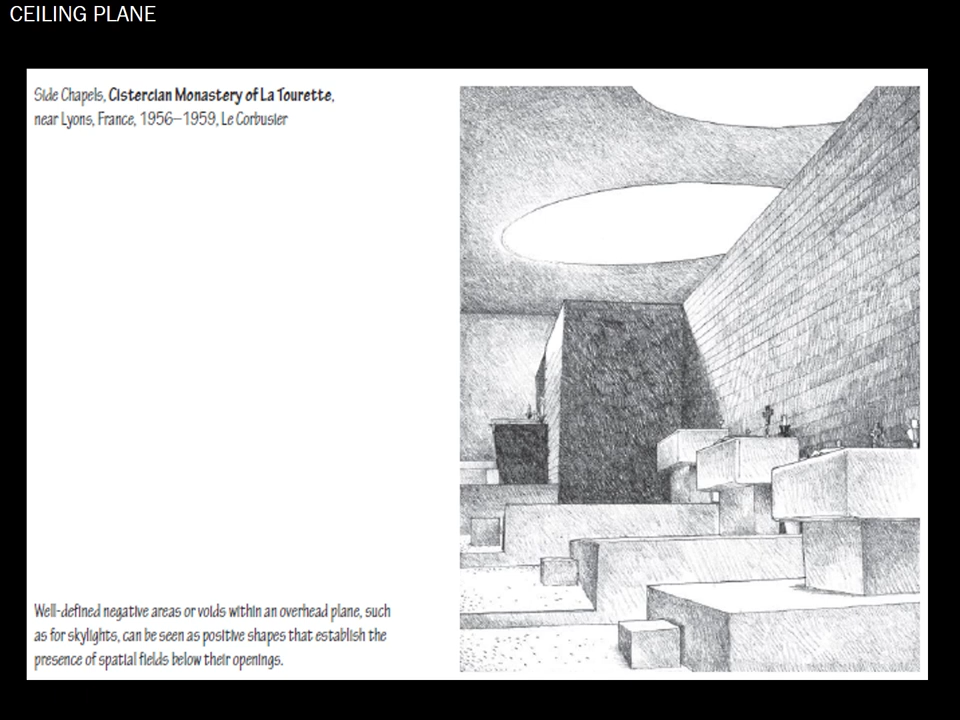 CEILING PLANE
Side Chapels, Cistercian Monastery of La Tourette,
near Lyons, France, 1956–1959, Le Corbusier
Well-defined negative areas or voids within an overhead plane, such
as for skylights, can be seen as positive shapes that establish the
presence of spatial fields below their openings.